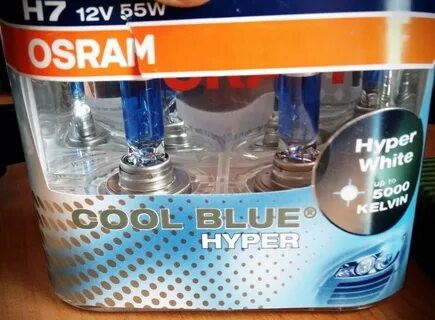 H7 12V 55W
OSRAM
Hyper
White
up to
5000
KELVIN
COOL BLUE®
HYPER